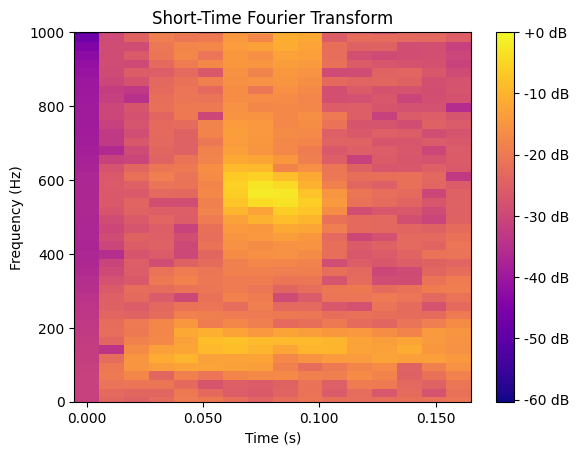 Short-Time Fourier Transform
1000
800
600
400
200
0
Frequency (Hz)
0.000
0.050
0.100
0.150
Time (s)
+0 dB
-10 dB
-20 dB
-30 dB
-40 dB
-50 dB
-60 dB